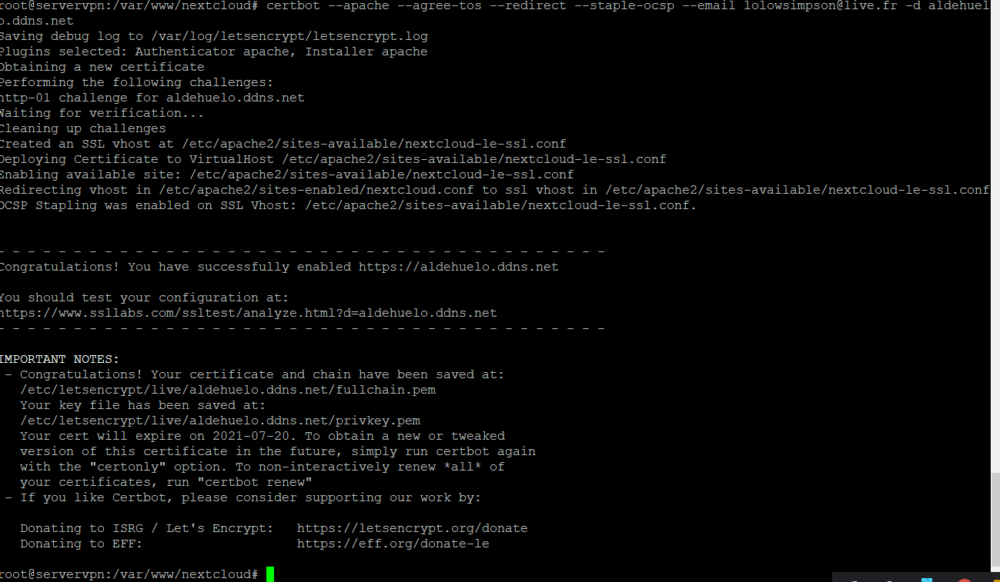 root@servervpn:/var/www/nextcloud# certbot --apache --agree-tos --redirect --staple-ocsp --email lolowsimpson@live.fr -d aldehuel
o.ddns.net
Saving debug log to /var/log/letsencrypt/letsencrypt.log
Plugins selected: Authenticator apache, Installer apache
Obtaining a new certificate
Performing the following challenges:
http-01 challenge for aldehuelo.ddns.net
Waiting for verification...
Cleaning up challenges
Created an SSL vhost at /etc/apache2/sites-available/nextcloud-le-ssl.conf
Deploying Certificate to VirtualHost /etc/apache2/sites-available/nextcloud-le-ssl.conf
Enabling available site: /etc/apache2/sites-available/nextcloud-le-ssl.conf
Redirecting vhost in /etc/apache2/sites-enabled/nextcloud.conf to ssl vhost in /etc/apache2/sites-available/nextcloud-le-ssl.conf
OCSP Stapling was enabled on SSL Vhost: /etc/apache2/sites-available/nextcloud-le-ssl.conf.
- - - - - - - - - - - - - - - - - - - - - - - - - - - - - - - - - - - - - - - -
Congratulations! You have successfully enabled https://aldehuelo.ddns.net
You should test your configuration at:
https://www.ssllabs.com/ssltest/analyze.html?d=aldehuelo.ddns.net
- - - - - - - - - - - - - - - - - - - - - - - - - - - - - - - - - - - - - - - -
IMPORTANT NOTES:
- Congratulations! Your certificate and chain have been saved at:
/etc/letsencrypt/live/aldehuelo.ddns.net/fullchain.pem
Your key file has been saved at:
/etc/letsencrypt/live/aldehuelo.ddns.net/privkey.pem
Your cert will expire on 2021-07-20. To obtain a new or tweaked
version of this certificate in the future, simply run certbot again
with the "certonly" option. To non-interactively renew *all* of
your certificates, run "certbot renew"
- If you like Certbot, please consider supporting our work by:
Donating to ISRG / Let's Encrypt:   https://letsencrypt.org/donate
Donating to EFF:                    https://eff.org/donate-le
root@servervpn:/var/www/nextcloud#